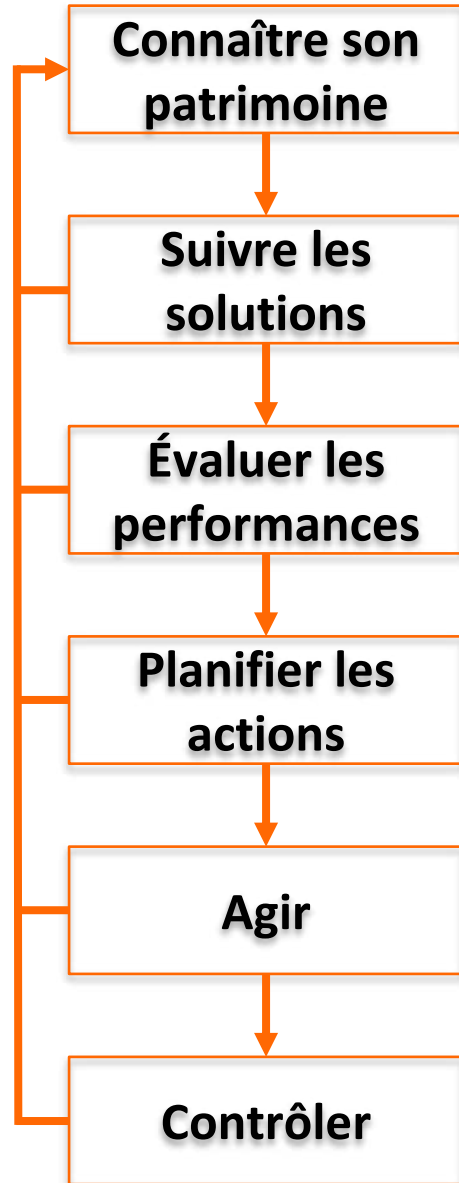 Connaître son
patrimoine
Suivre les
solutions
Évaluer les
performances
Planifier les
actions
Agir
Contrôler